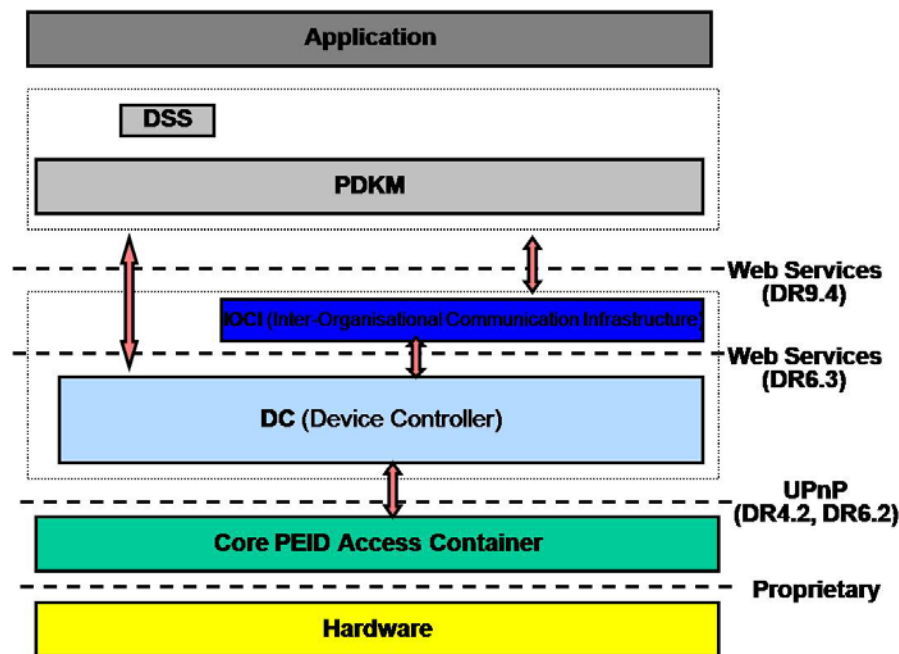 Application
DSS
PDKM
Web Services
(DR9.4)
IOCI (Inter-Organisational Communication Infrastructure)
Web Services
(DR6.3)
DC (Device Controller)
UPnP
(DR4.2, DR6.2)
Core PEID Access Container
Proprietary
Hardware